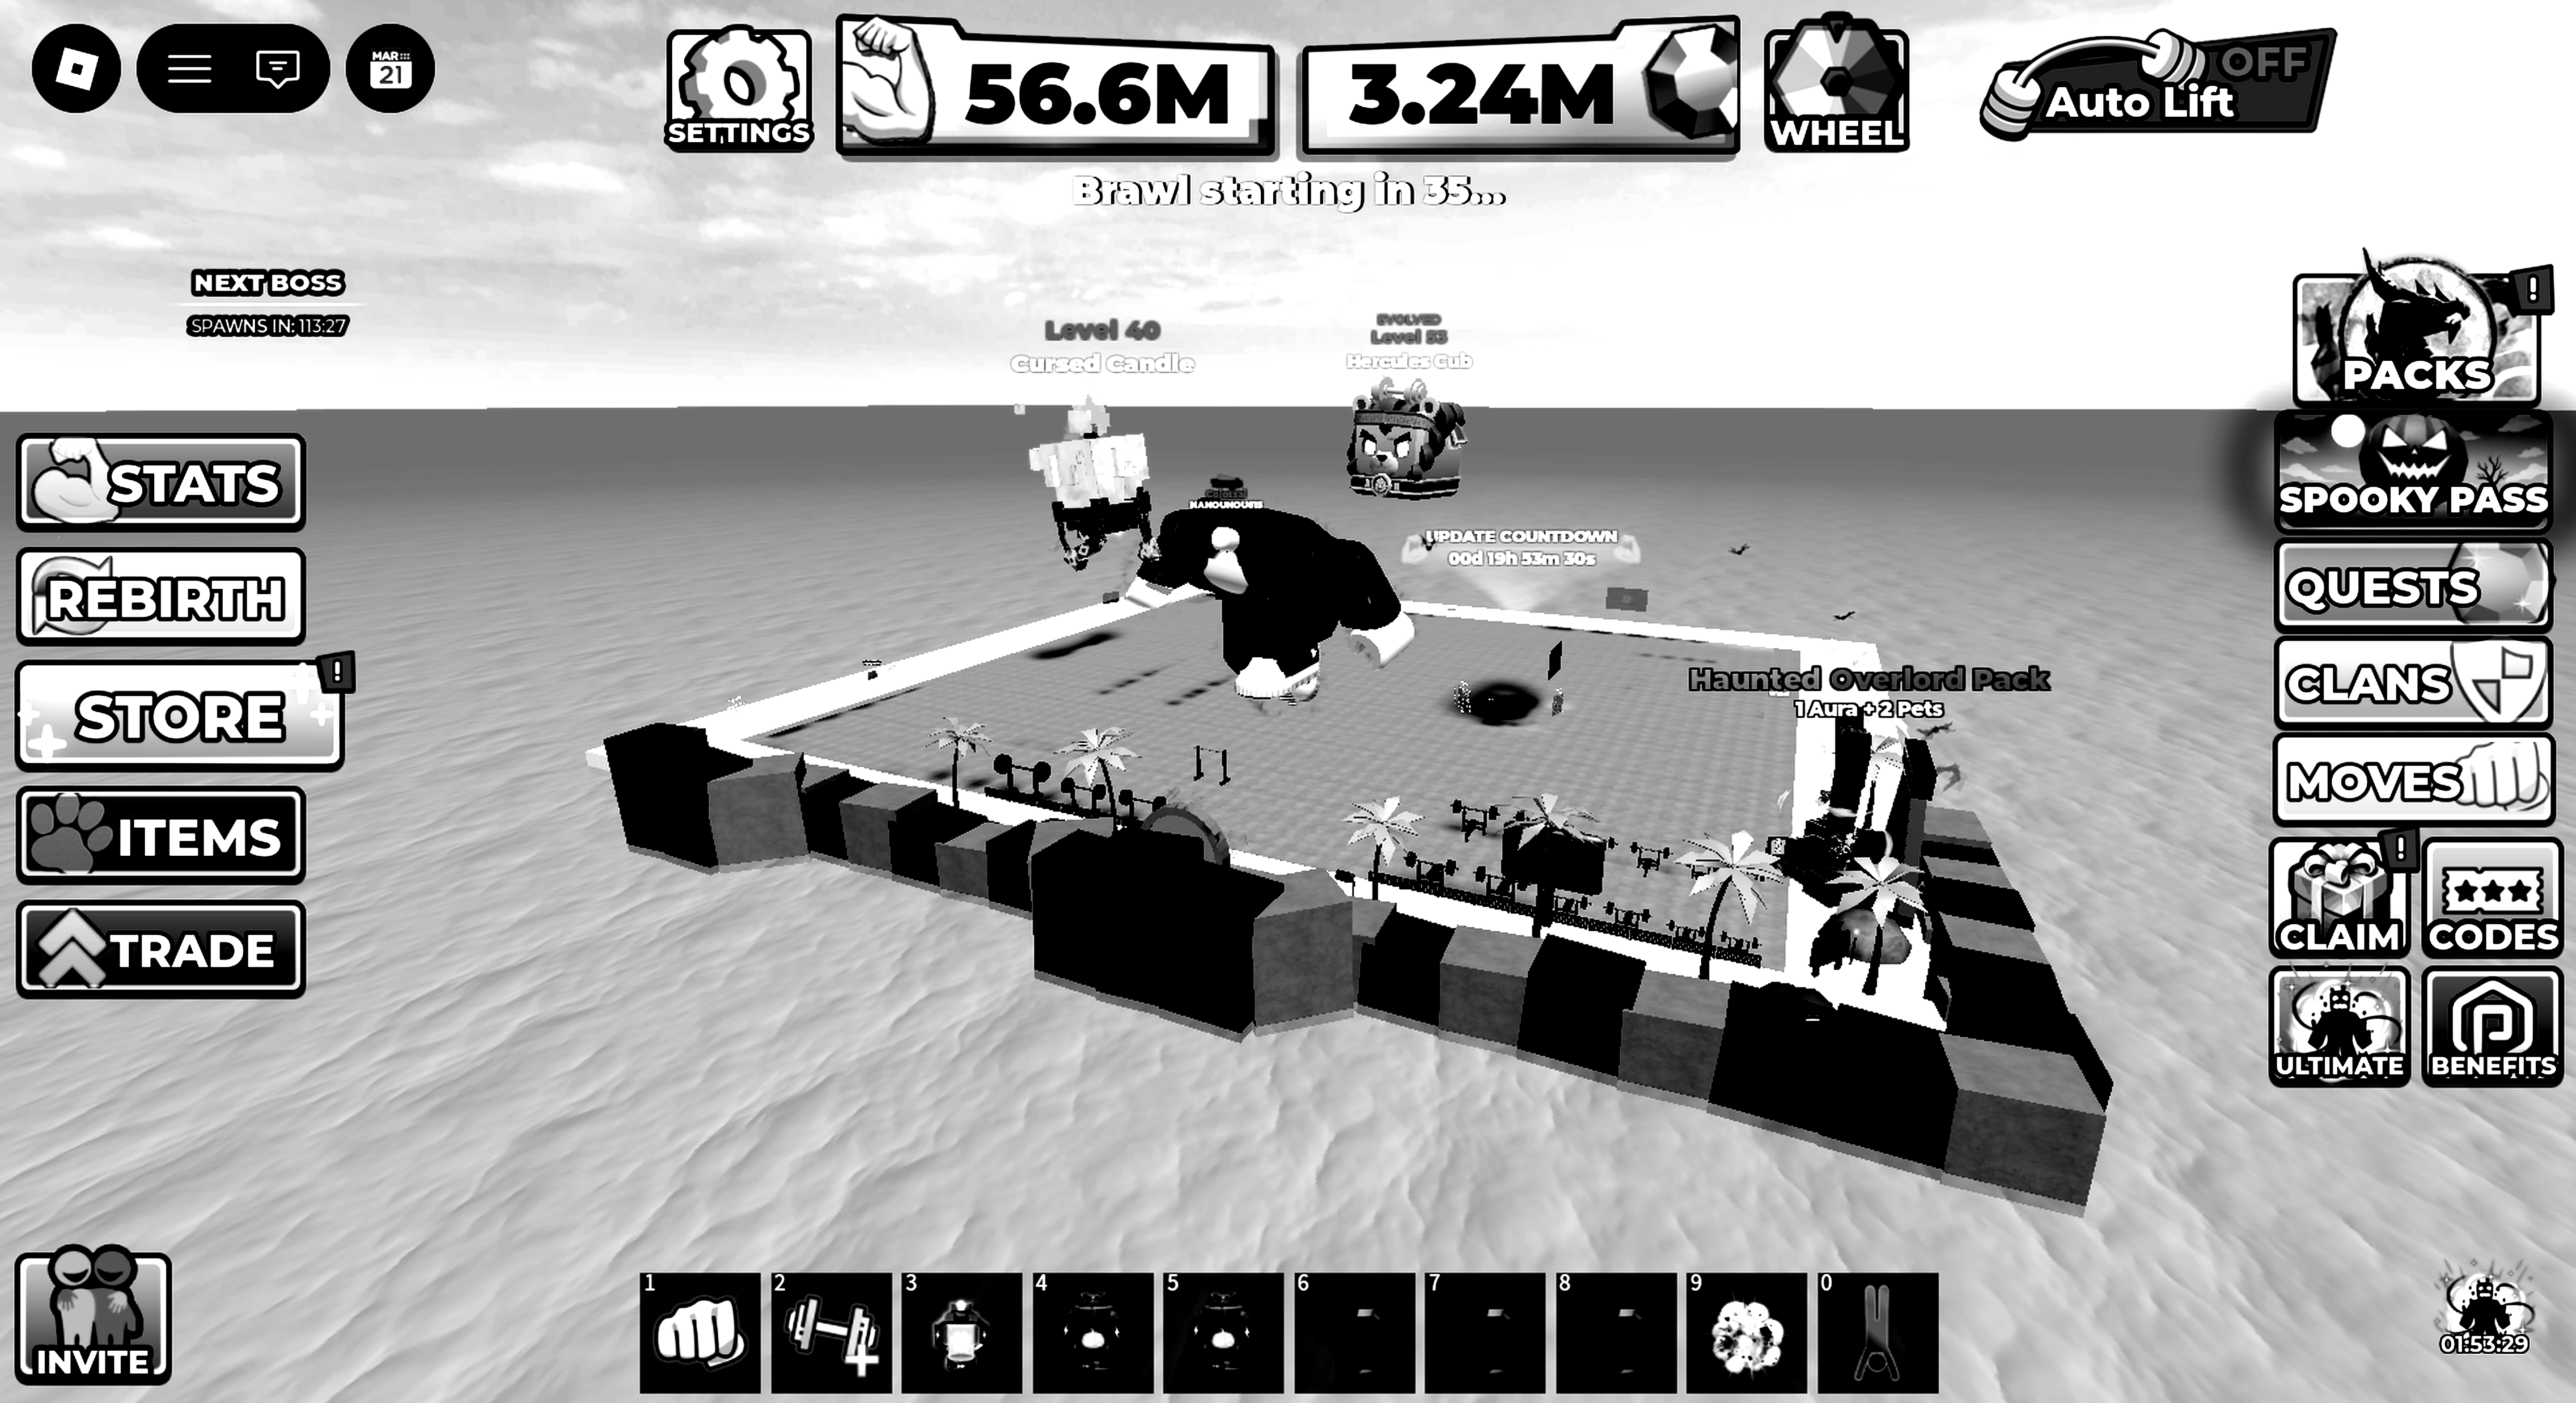 MAR
21
SETTINGS
56.6M
3.24M
WHEEL
OFF
Auto Lift
Brawl starting in 35...
NEXT BOSS
SPAWNS IN: 113:27
Level 40
Cursed Candle
EVOLVED
Level 53
Hercules Cub
!
PACKS
SPOOKY PASS
STATS
REBIRTH
!
STORE
ITEMS
TRADE
UPDATE COUNTDOWN
00d 19h 53m 30s
Haunted Overlord Pack
1 Aura + 2 Pets
QUESTS
CLANS
MOVES
!
CLAIM
CODES
ULTIMATE
BENEFITS
INVITE
1
2
3
4
5
6
7
8
9
0
01:53:29